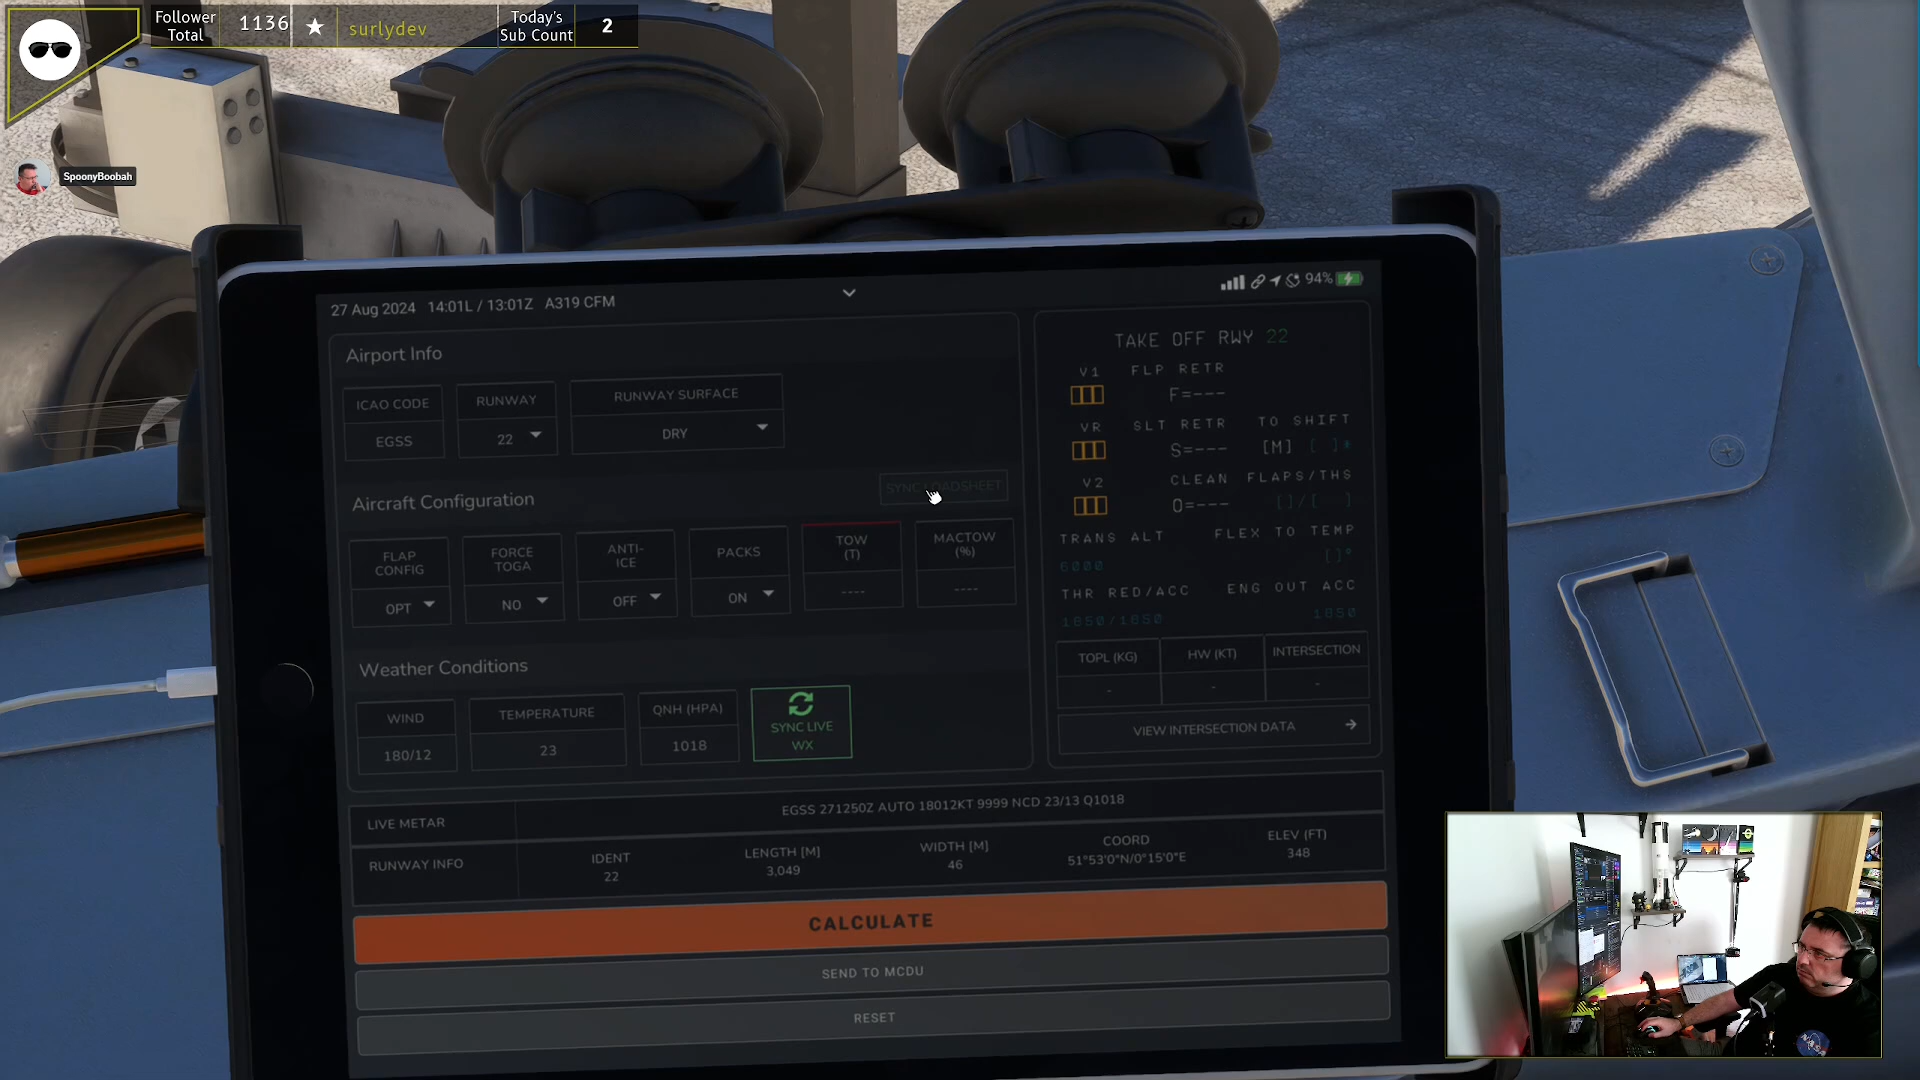 Follower
Total
1136
★
surlydev
Today's
Sub Count
2
SpoonyBoobah
27 Aug 2024 14:01L / 13:01Z A319 CFM
94%
Airport Info
ICAO CODE
EGSS
RUNWAY
22
RUNWAY SURFACE
DRY
Aircraft Configuration
SYNC LOADSHEET
FLAP
CONFIG
OPT
FORCE
TOGA
NO
ANTI-
ICE
OFF
PACKS
ON
TOW
(T)
----
MACTOW
(%)
----
Weather Conditions
WIND
180/12
TEMPERATURE
23
QNH (HPA)
1018
SYNC LIVE
WX
TAKE OFF RWY 22
V1 FLP RETR
F=---
VR SLT RETR TO SHIFT
S=--- [M] [ ]*
V2 CLEAN FLAPS/THS
O=--- []/[ ]
TRANS ALT FLEX TO TEMP
6000 []°
THR RED/ACC ENG OUT ACC
1850/1850 1850
TOPL (KG)
-
HW (KT)
-
INTERSECTION
-
VIEW INTERSECTION DATA
LIVE METAR
EGSS 271250Z AUTO 18012KT 9999 NCD 23/13 Q1018
RUNWAY INFO
IDENT
22
LENGTH [M]
3,049
WIDTH [M]
46
COORD
51°53'0"N/0°15'0"E
ELEV (FT)
348
CALCULATE
SEND TO MCDU
RESET